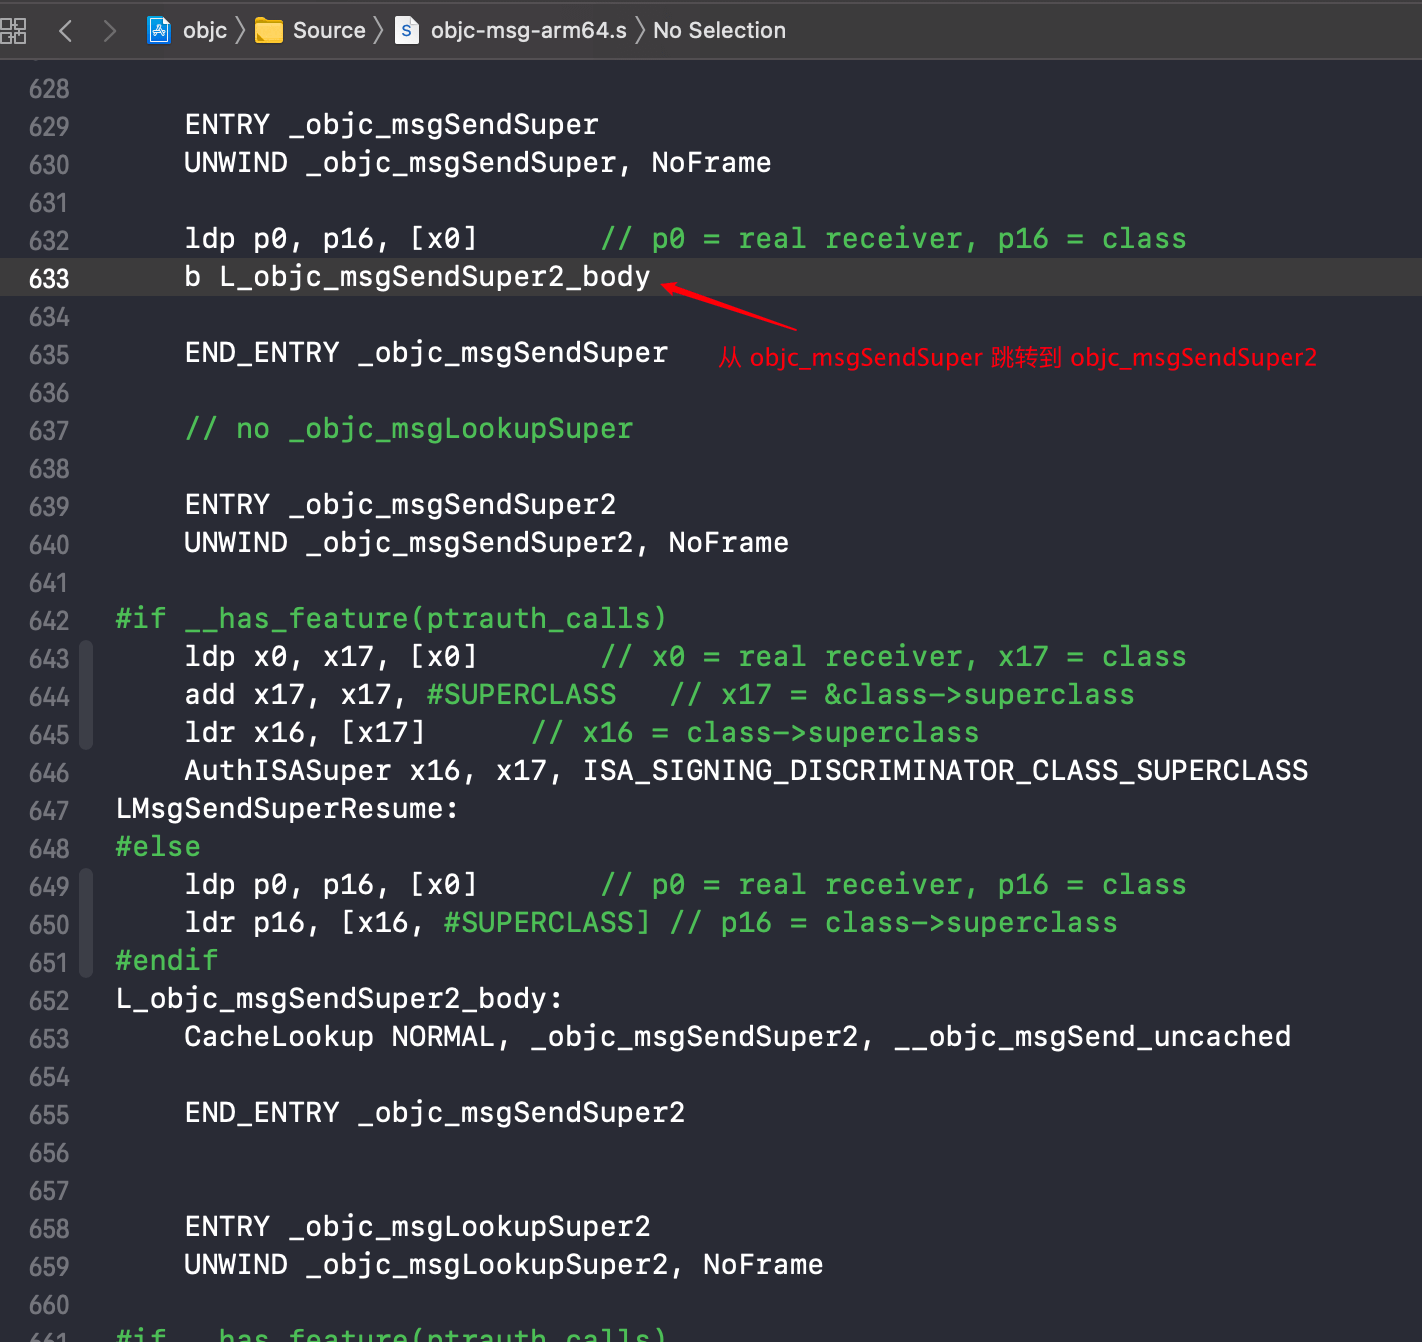 objc Source objc-msg-arm64.s No Selection
628
629 ENTRY _objc_msgSendSuper
630 UNWIND _objc_msgSendSuper, NoFrame
631
632 ldp p0, p16, [x0] // p0 = real receiver, p16 = class
633 b L_objc_msgSendSuper2_body
634
635 END_ENTRY _objc_msgSendSuper
从 objc_msgSendSuper 跳转到 objc_msgSendSuper2
636
637 // no _objc_msgLookupSuper
638
639 ENTRY _objc_msgSendSuper2
640 UNWIND _objc_msgSendSuper2, NoFrame
641
642 #if __has_feature(ptrauth_calls)
643 ldp x0, x17, [x0] // x0 = real receiver, x17 = class
644 add x17, x17, #SUPERCLASS // x17 = &class->superclass
645 ldr x16, [x17] // x16 = class->superclass
646 AuthISASuper x16, x17, ISA_SIGNING_DISCRIMINATOR_CLASS_SUPERCLASS
647 LMsgSendSuperResume:
648 #else
649 ldp p0, p16, [x0] // p0 = real receiver, p16 = class
650 ldr p16, [x16, #SUPERCLASS] // p16 = class->superclass
651 #endif
652 L_objc_msgSendSuper2_body:
653 CacheLookup NORMAL, _objc_msgSendSuper2, __objc_msgSend_uncached
654
655 END_ENTRY _objc_msgSendSuper2
656
657
658 ENTRY _objc_msgLookupSuper2
659 UNWIND _objc_msgLookupSuper2, NoFrame
660
661 #if __has_feature(ptrauth_calls)